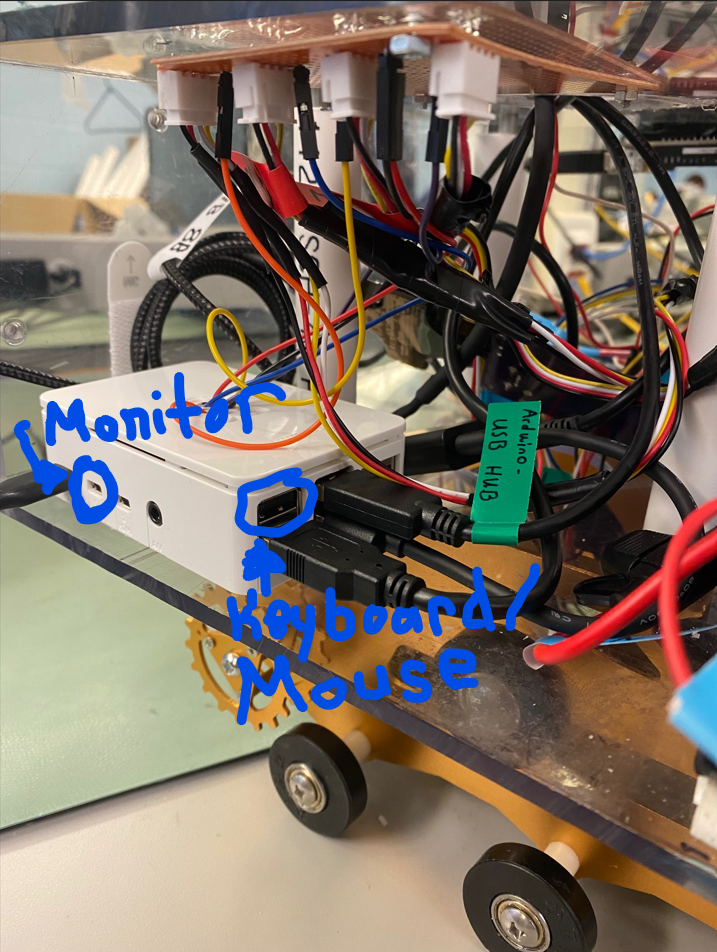 Monitor
Arduino-
USB HUB
Keyboard/
Mouse